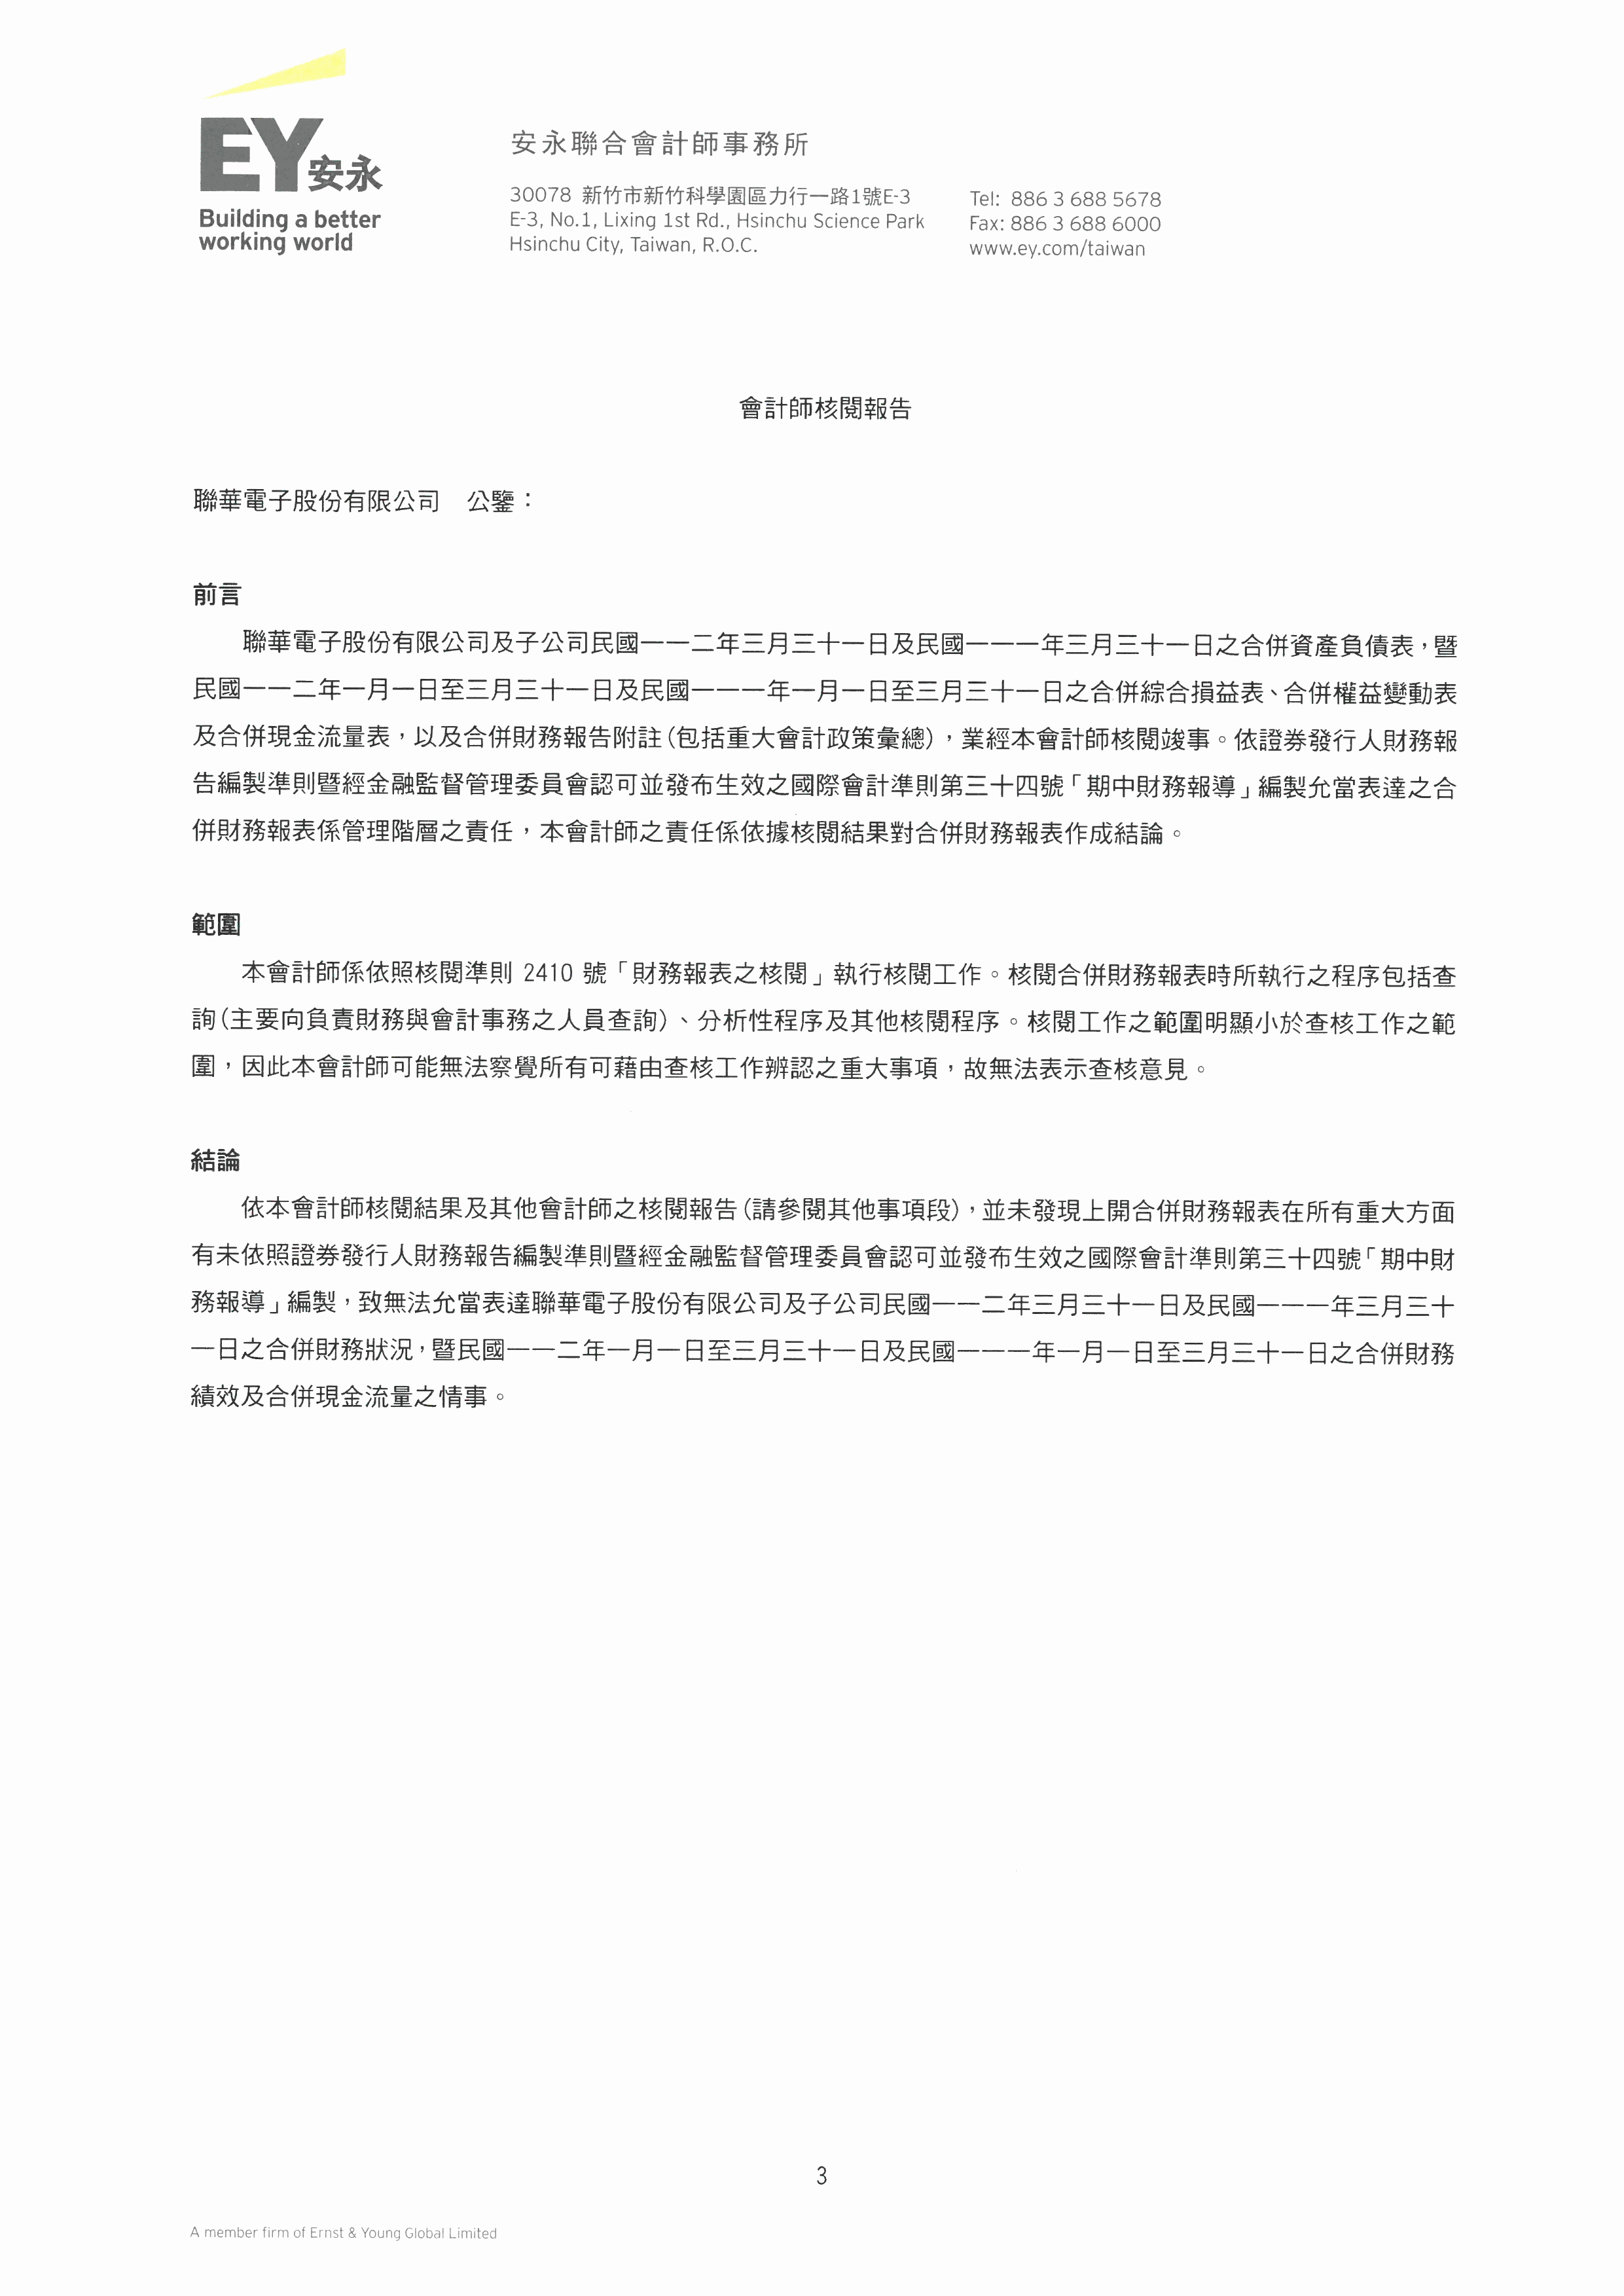 EY安永
Building a better
working world
安永聯合會計師事務所
30078 新竹市新竹科學園區力行一路1號E-3
E-3, No.1, Lixing 1st Rd., Hsinchu Science Park
Hsinchu City, Taiwan, R.O.C.
Tel: 886 3 688 5678
Fax: 886 3 688 6000
www.ey.com/taiwan
會計師核閱報告
聯華電子股份有限公司　公鑒：
前言
聯華電子股份有限公司及子公司民國一一二年三月三十一日及民國一一一年三月三十一日之合併資產負債表，暨
民國一一二年一月一日至三月三十一日及民國一一一年一月一日至三月三十一日之合併綜合損益表、合併權益變動表
及合併現金流量表，以及合併財務報告附註(包括重大會計政策彙總)，業經本會計師核閱竣事。依證券發行人財務報
告編製準則暨經金融監督管理委員會認可並發布生效之國際會計準則第三十四號「期中財務報導」編製允當表達之合
併財務報表係管理階層之責任，本會計師之責任係依據核閱結果對合併財務報表作成結論。
範圍
本會計師係依照核閱準則 2410 號「財務報表之核閱」執行核閱工作。核閱合併財務報表時所執行之程序包括查
詢(主要向負責財務與會計事務之人員查詢)、分析性程序及其他核閱程序。核閱工作之範圍明顯小於查核工作之範
圍，因此本會計師可能無法察覺所有可藉由查核工作辨認之重大事項，故無法表示查核意見。
結論
依本會計師核閱結果及其他會計師之核閱報告(請參閱其他事項段)，並未發現上開合併財務報表在所有重大方面
有未依照證券發行人財務報告編製準則暨經金融監督管理委員會認可並發布生效之國際會計準則第三十四號「期中財
務報導」編製，致無法允當表達聯華電子股份有限公司及子公司民國一一二年三月三十一日及民國一一一年三月三十
一日之合併財務狀況，暨民國一一二年一月一日至三月三十一日及民國一一一年一月一日至三月三十一日之合併財務
績效及合併現金流量之情事。
3
A member firm of Ernst & Young Global Limited